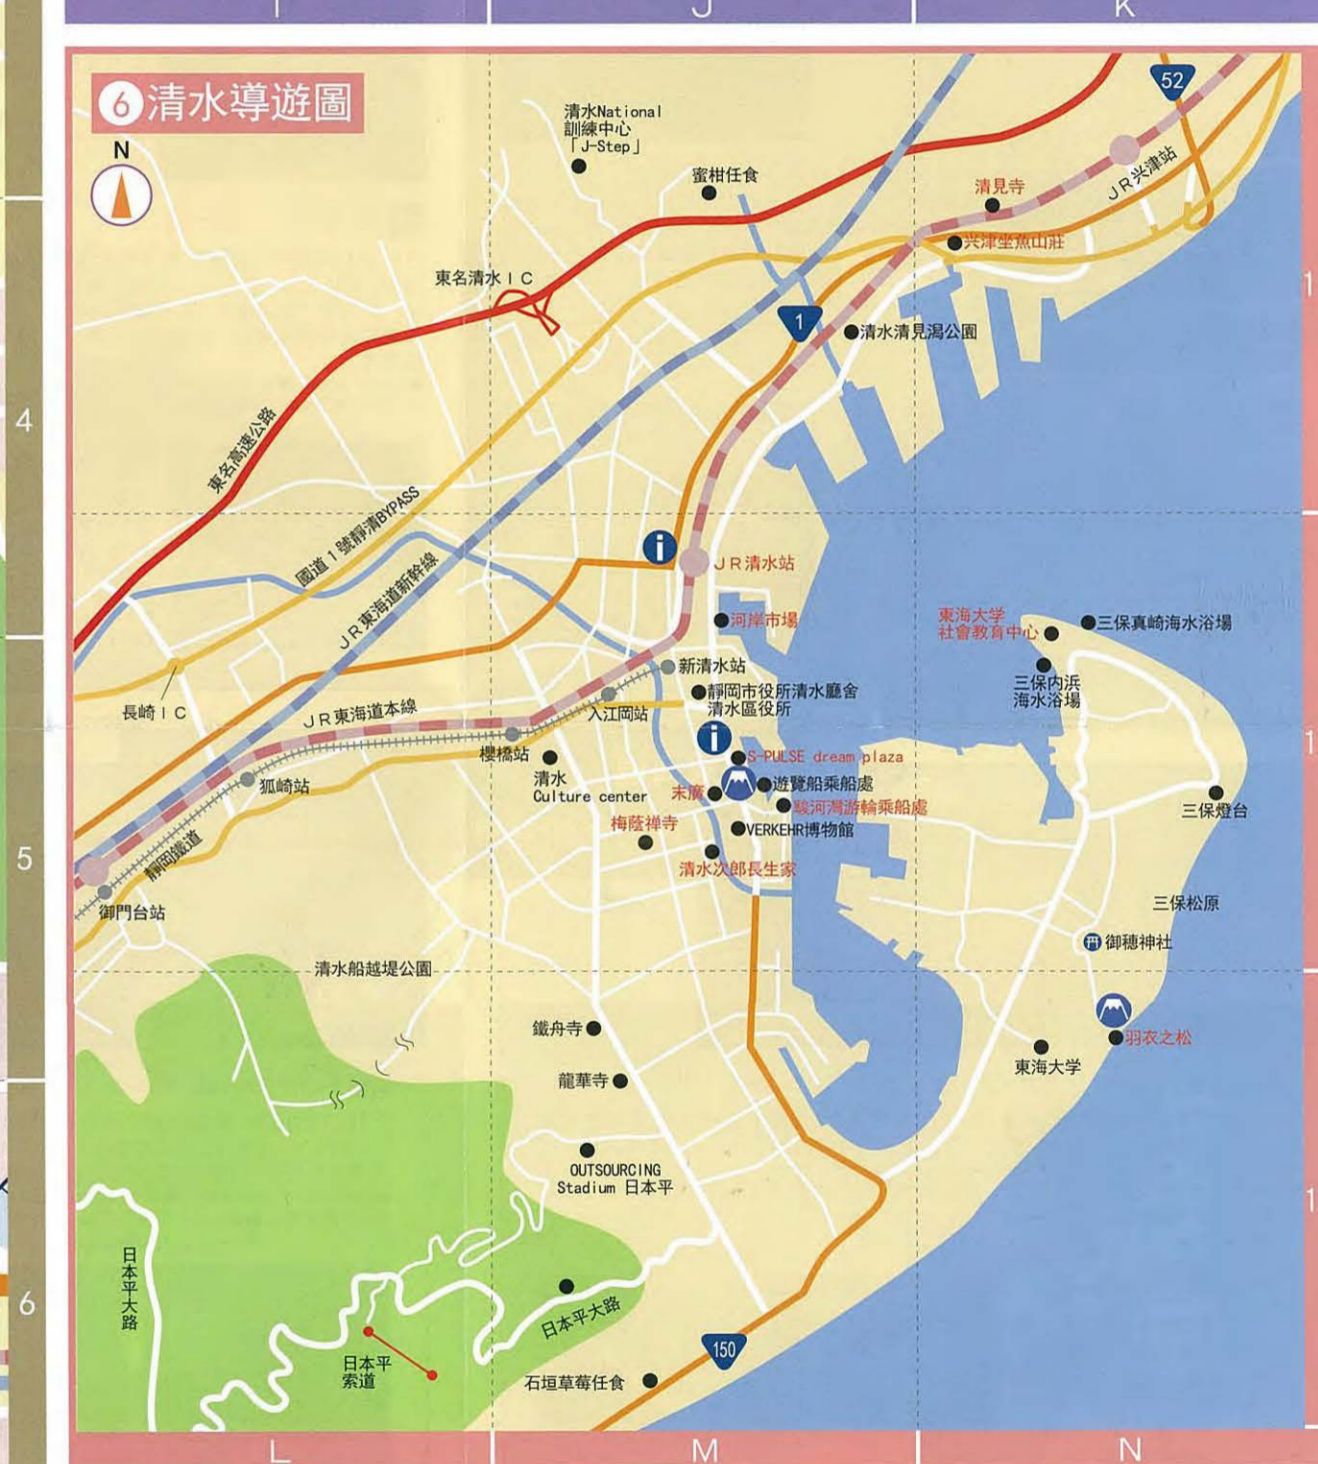 J
K
6 清水導遊圖
N
清水National
訓練中心
「J-Step」
蜜柑任食
52
JR兴津站
清見寺
兴津坐魚山莊
東名清水IC
1
清水清見潟公園
1
4
東名高速公路
國道1號靜清BYPASS
JR東海道新幹線
i
JR清水站
河岸市場
東海大学
社會教育中心
三保真崎海水浴場
三保内浜
海水浴場
新清水站
靜岡市役所清水廳舍
清水區役所
長崎IC
JR東海道本線
入江岡站
1
i
櫻橋站
S-PULSE dream plaza
清水
Culture center
狐崎站
末廣
遊覽船乗船處
駿河灣游輪乘船處
三保燈台
梅蔭禅寺
VERKEHR博物館
5
靜岡鐵道
清水次郎長生家
御門台站
三保松原
御穗神社
清水船越堤公園
鐵舟寺
羽衣之松
東海大学
龍華寺
OUTSOURCING
Stadium 日本平
1
日本平大路
6
日本平大路
日本平
索道
150
石垣草莓任食
L
M
N